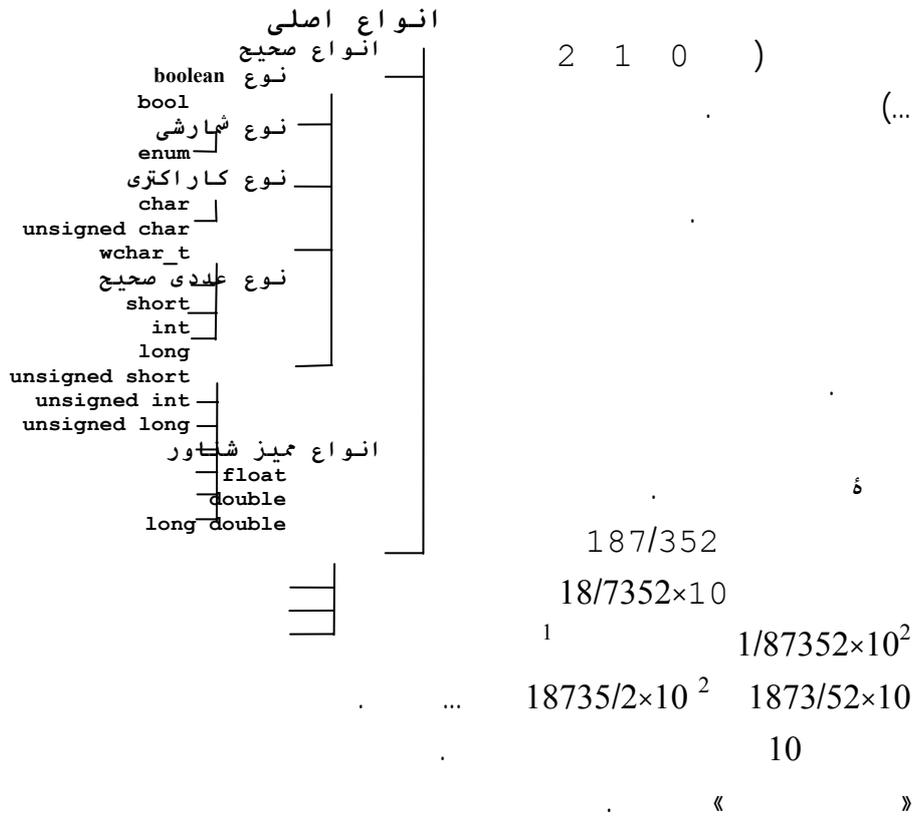 انواع اصلی
انواع صحیح
نوع boolean
bool
نوع شمارشی
enum
نوع کاراکتری
char
unsigned char
wchar_t
نوع عددی صحیح
short
int
long
unsigned short
unsigned int
unsigned long
انواع ممیز شناور
float
double
long double
2 1 0 )
. (...
.
.
هٔ .
187/352
18/7352×10
1 1/87352×10²
18735/2×10 ² 1873/52×10
... .
10 .
» « .